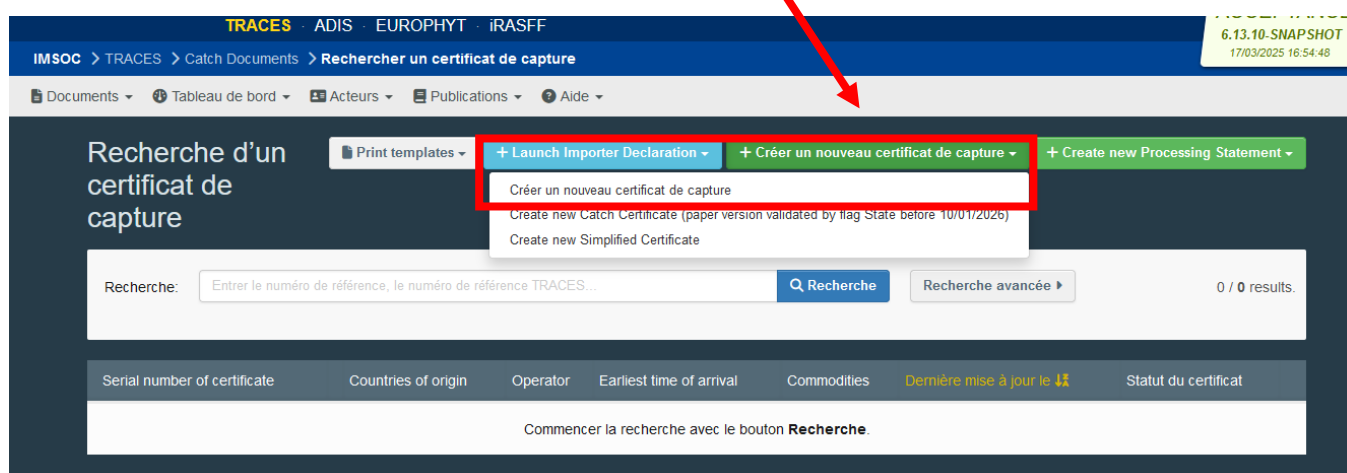 TRACES · ADIS · EUROPHYT · iRASFF
6.13.10-SNAPSHOT
17/03/2025 16:54:48
IMSOC > TRACES > Catch Documents > Rechercher un certificat de capture
Documents Tableau de bord Acteurs Publications Aide
Recherche d'un certificat de capture
Print templates
+ Launch Importer Declaration
+ Créer un nouveau certificat de capture
+ Create new Processing Statement
Créer un nouveau certificat de capture
Create new Catch Certificate (paper version validated by flag State before 10/01/2026)
Create new Simplified Certificate
Recherche: Entrer le numéro de référence, le numéro de référence TRACES... Recherche Recherche avancée 0 / 0 results.
Serial number of certificate Countries of origin Operator Earliest time of arrival Commodities Dernière mise à jour le Statut du certificat
Commencer la recherche avec le bouton Recherche.